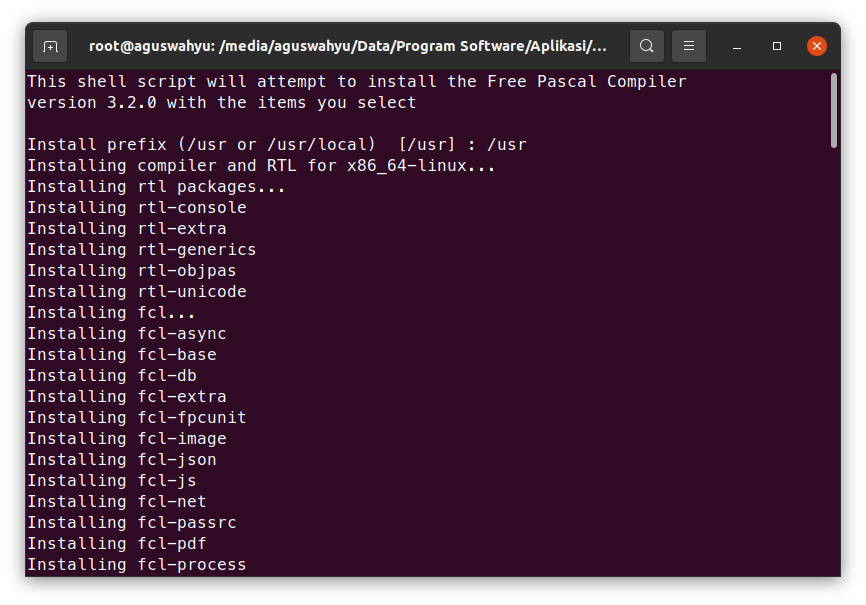 root@aguswahyu: /media/aguswahyu/Data/Program Software/Aplikasi/...
This shell script will attempt to install the Free Pascal Compiler
version 3.2.0 with the items you select
Install prefix (/usr or /usr/local)  [/usr] : /usr
Installing compiler and RTL for x86_64-linux...
Installing rtl packages...
Installing rtl-console
Installing rtl-extra
Installing rtl-generics
Installing rtl-objpas
Installing rtl-unicode
Installing fcl...
Installing fcl-async
Installing fcl-base
Installing fcl-db
Installing fcl-extra
Installing fcl-fpcunit
Installing fcl-image
Installing fcl-json
Installing fcl-js
Installing fcl-net
Installing fcl-passrc
Installing fcl-pdf
Installing fcl-process